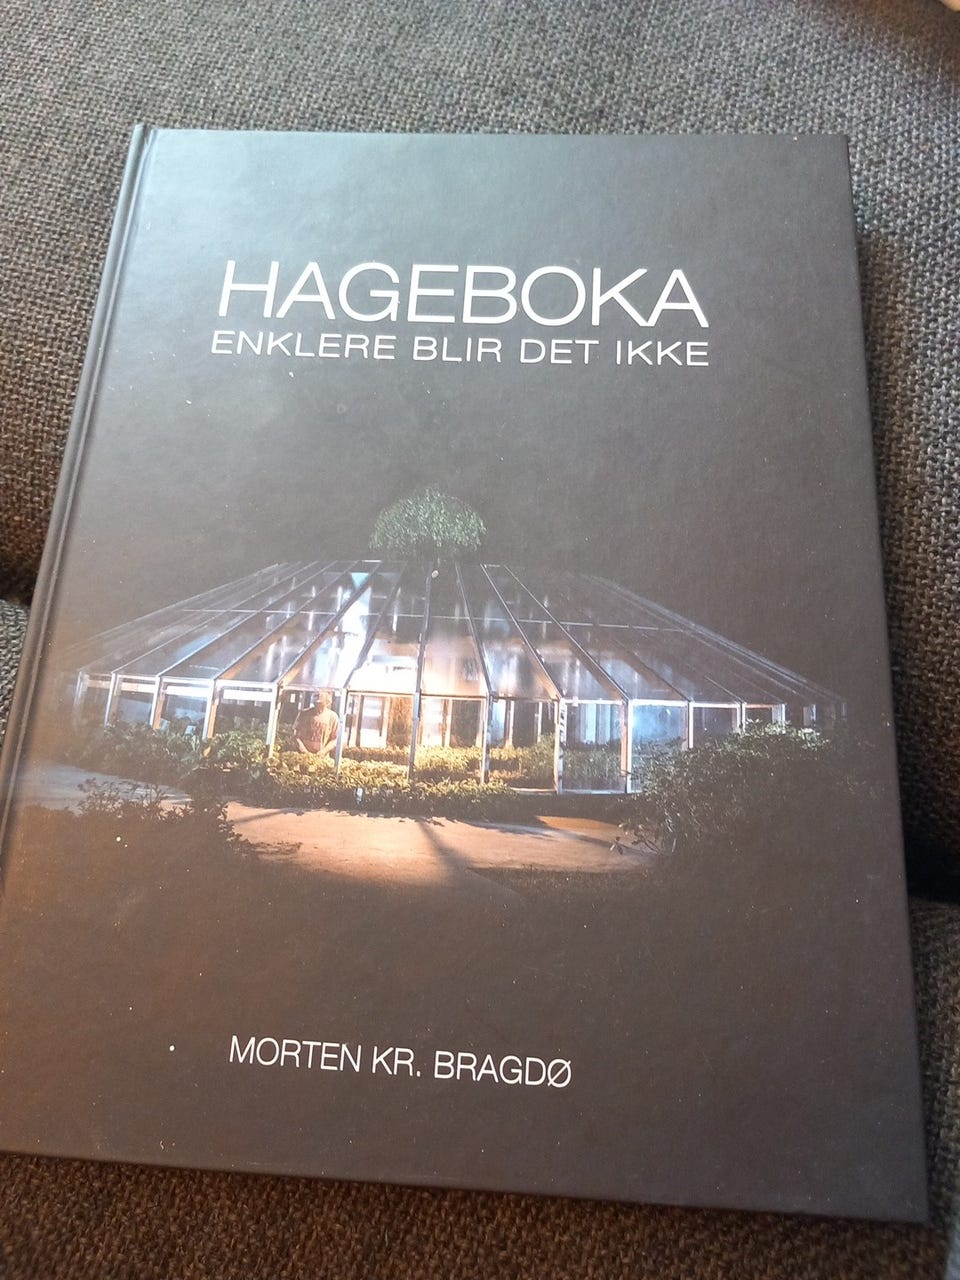 HAGEBOKA
ENKLERE BLIR DET IKKE
MORTEN KR. BRAGDØ